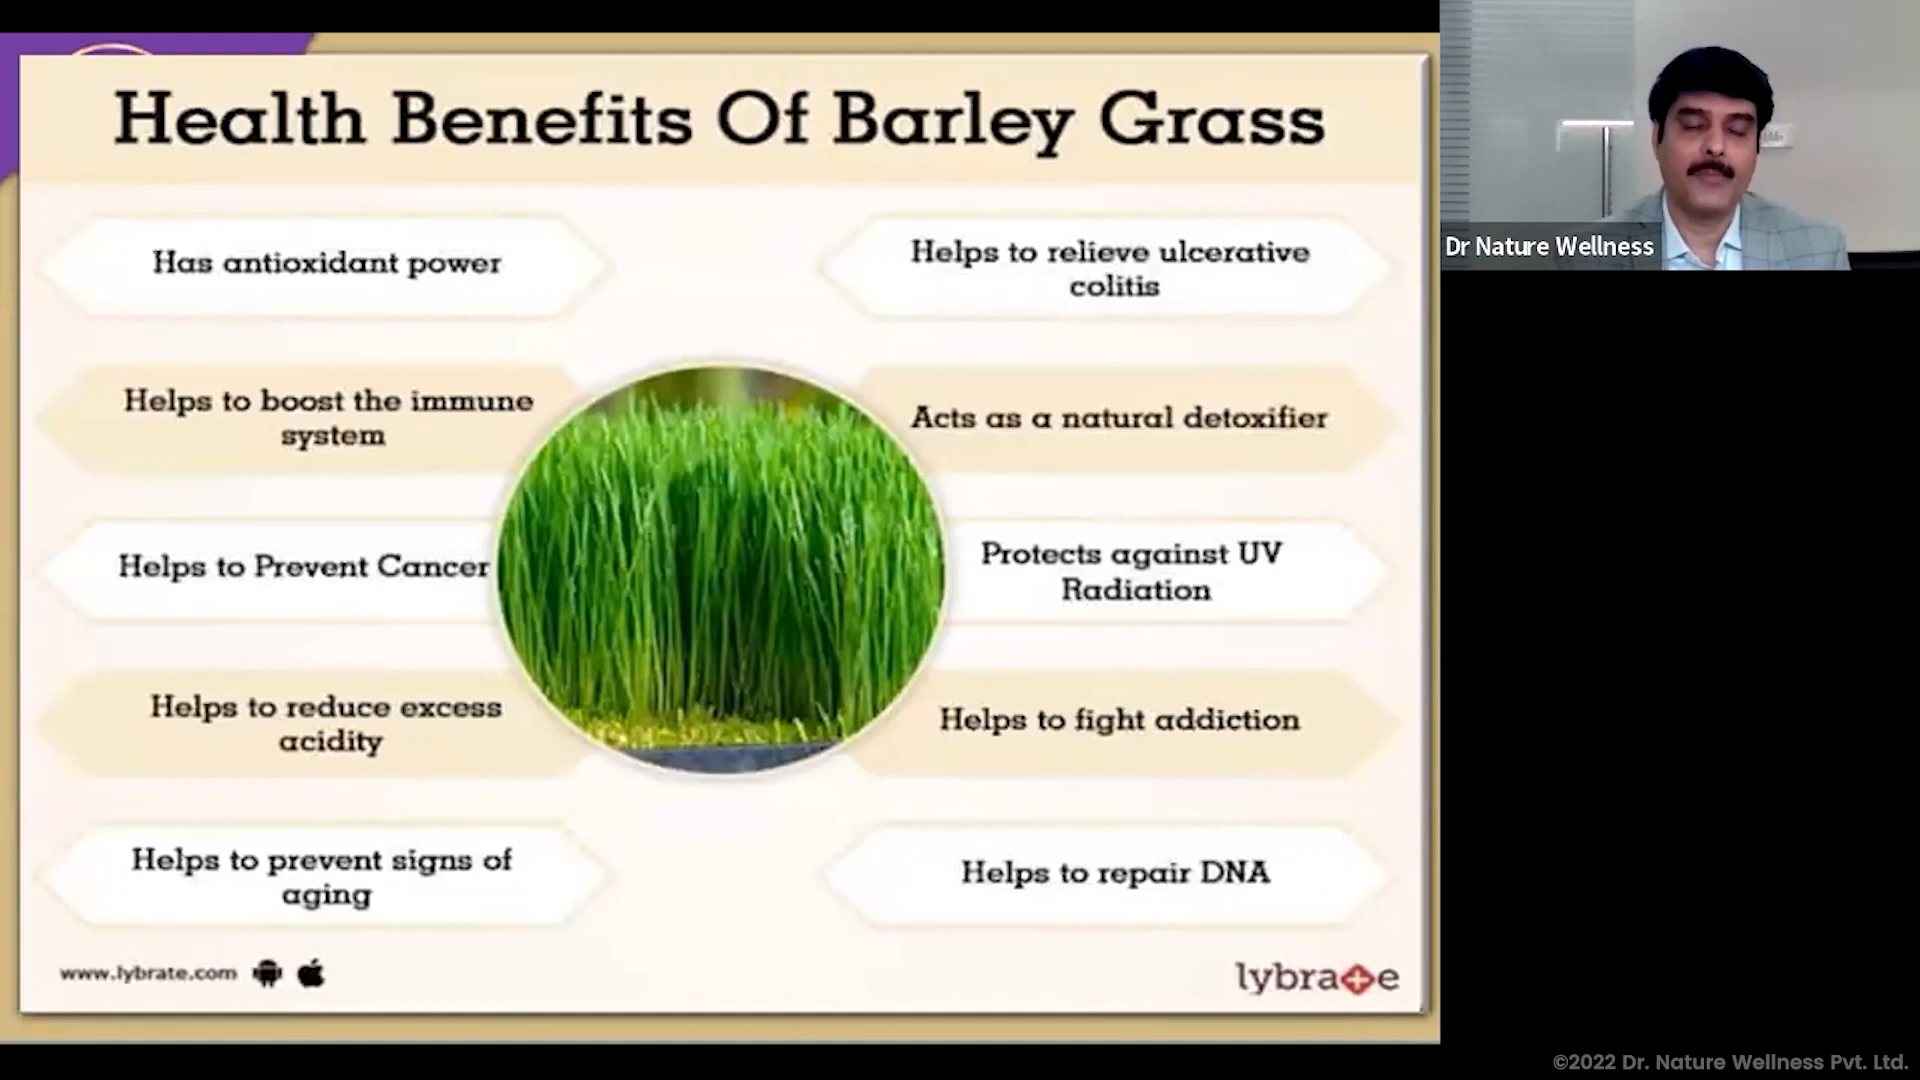 Health Benefits Of Barley Grass
Has antioxidant power
Helps to relieve ulcerative
colitis
Helps to boost the immune
system
Acts as a natural detoxifier
Helps to Prevent Cancer
Protects against UV
Radiation
Helps to reduce excess
acidity
Helps to fight addiction
Helps to prevent signs of
aging
Helps to repair DNA
www.lybrate.com
lybrate
Dr Nature Wellness
©2022 Dr. Nature Wellness Pvt. Ltd.